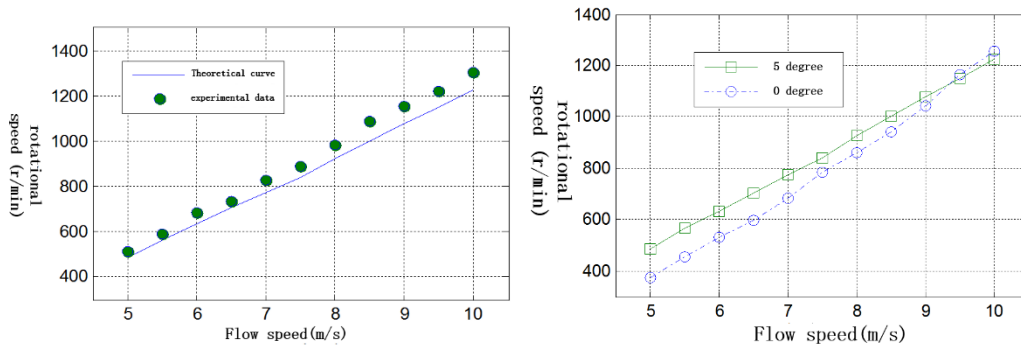 1400
1200
1000
800
600
400
rotational
speed (r/min)
Theoretical curve
experimental data
5 6 7 8 9 10
Flow speed(m/s)
1400
1200
1000
800
600
400
rotational
speed (r/min)
5 degree
0 degree
5 6 7 8 9 10
Flow speed(m/s)